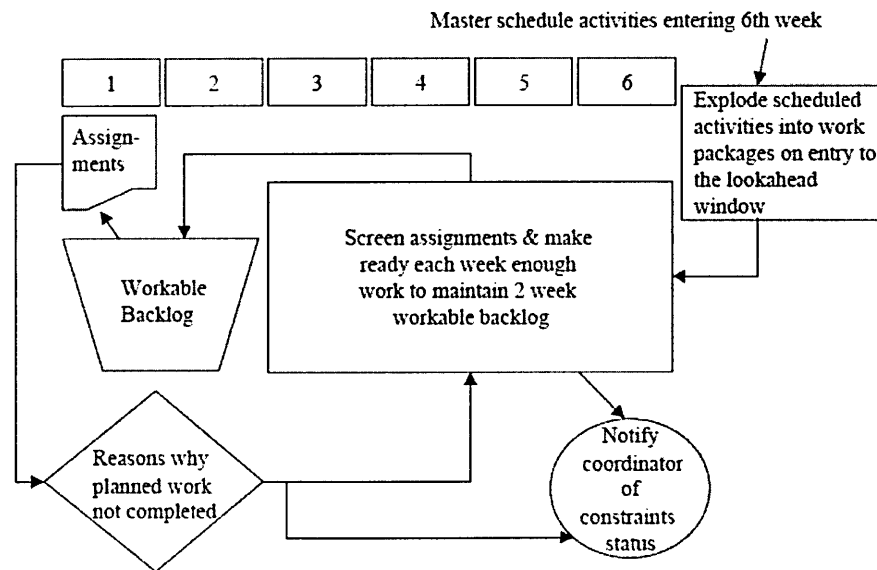 Master schedule activities entering 6th week
1 2 3 4 5 6
Explode scheduled
activities into work
packages on entry to
the lookahead
window
Assign-
ments
Screen assignments & make
ready each week enough
work to maintain 2 week
workable backlog
Workable
Backlog
Reasons why
planned work
not completed
Notify
coordinator
of
constraints
status